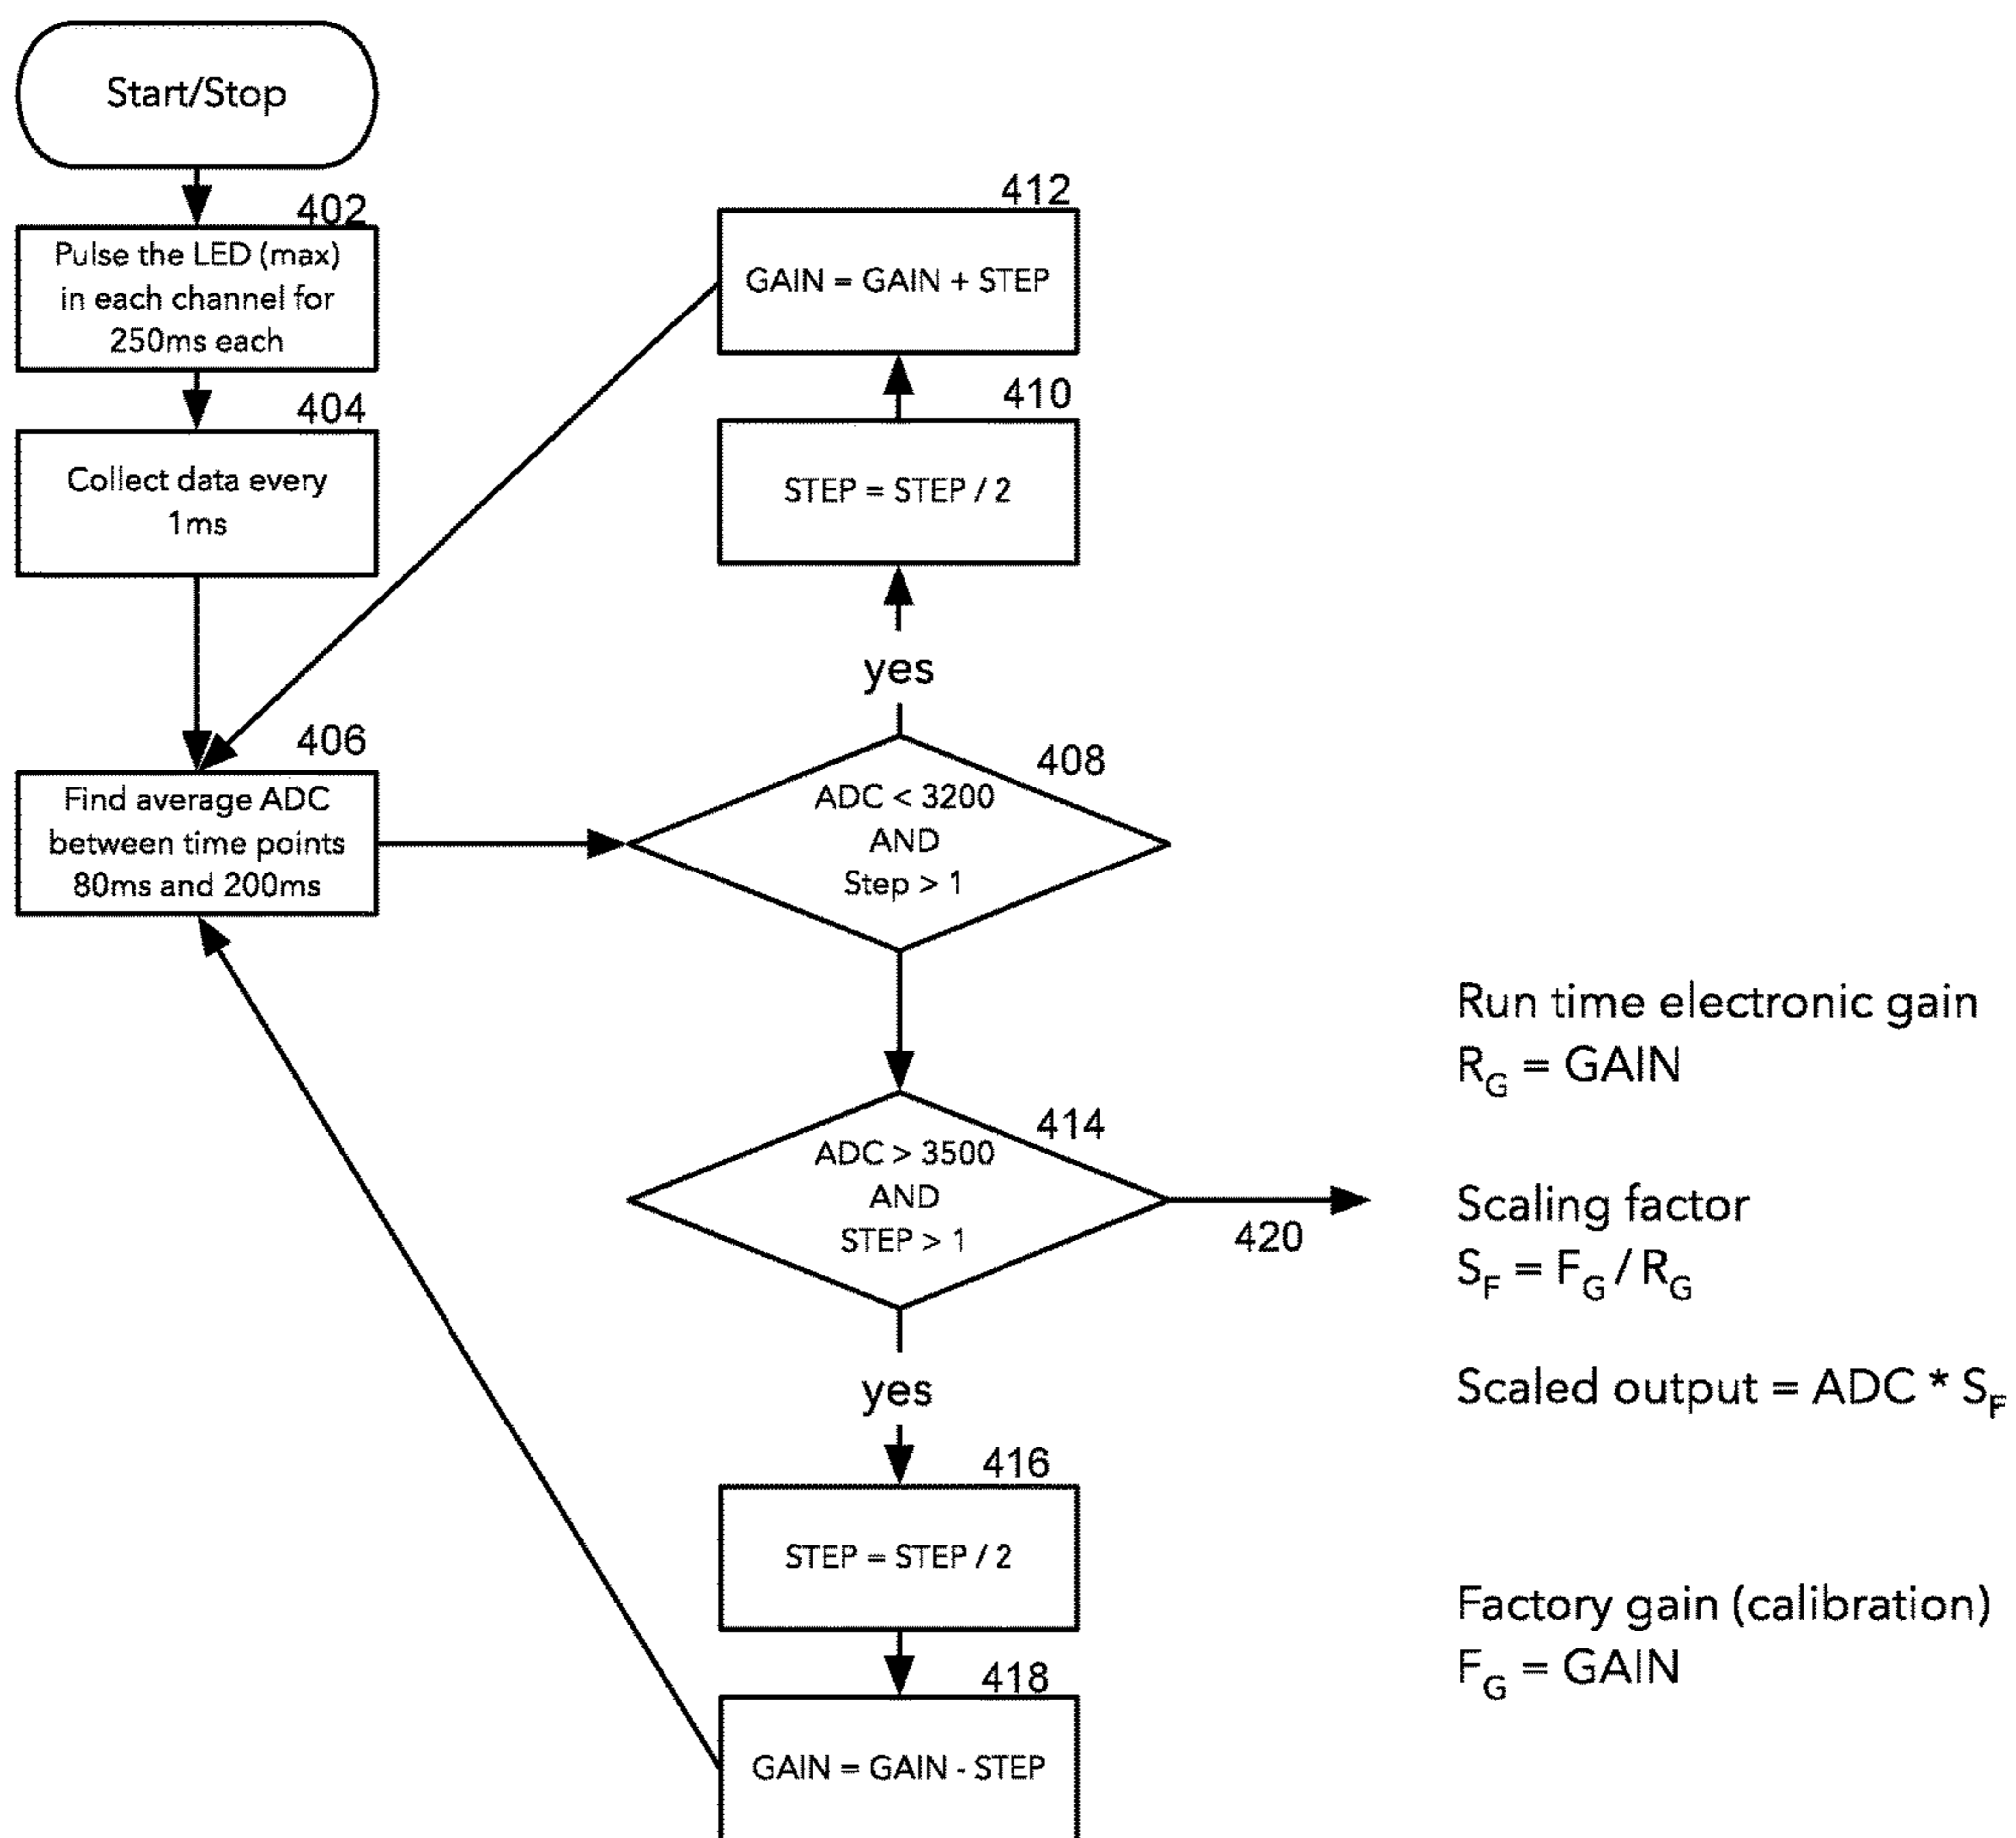 Start/Stop
402
Pulse the LED (max)
in each channel for
250ms each
404
Collect data every
1ms
406
Find average ADC
between time points
80ms and 200ms
412
GAIN = GAIN + STEP
410
STEP = STEP / 2
yes
408
ADC < 3200
AND
Step > 1
414
ADC > 3500
AND
STEP > 1
420
yes
416
STEP = STEP / 2
418
GAIN = GAIN - STEP
Run time electronic gain
R_G = GAIN
Scaling factor
S_F = F_G / R_G
Scaled output = ADC * S_F
Factory gain (calibration)
F_G = GAIN